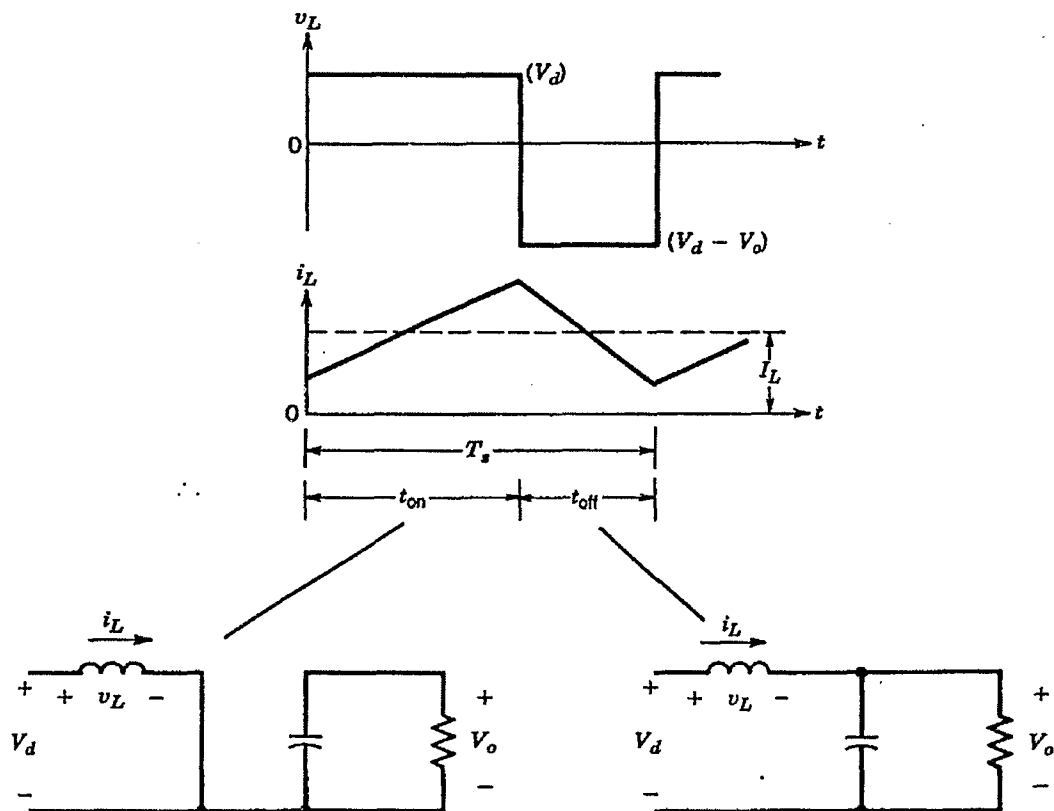 v_L
(V_d)
0
t
(V_d − V_o)
i_L
I_L
0
t
T_s
t_on
t_off
i_L
+
+ v_L −
V_d
−
+
V_o
−
i_L
+
+ v_L −
V_d
−
+
V_o
−